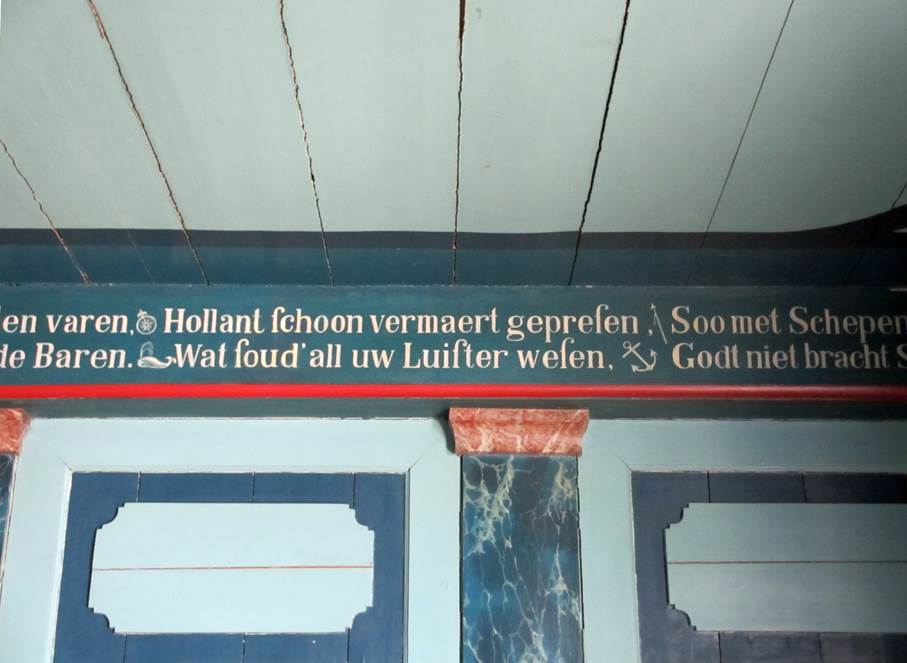 en varen, Hollant ſchoon vermaert gepreſen, Soo met Schepen
de Baren. Wat ſoud'all uw Luiſter weſen, Godt niet bracht